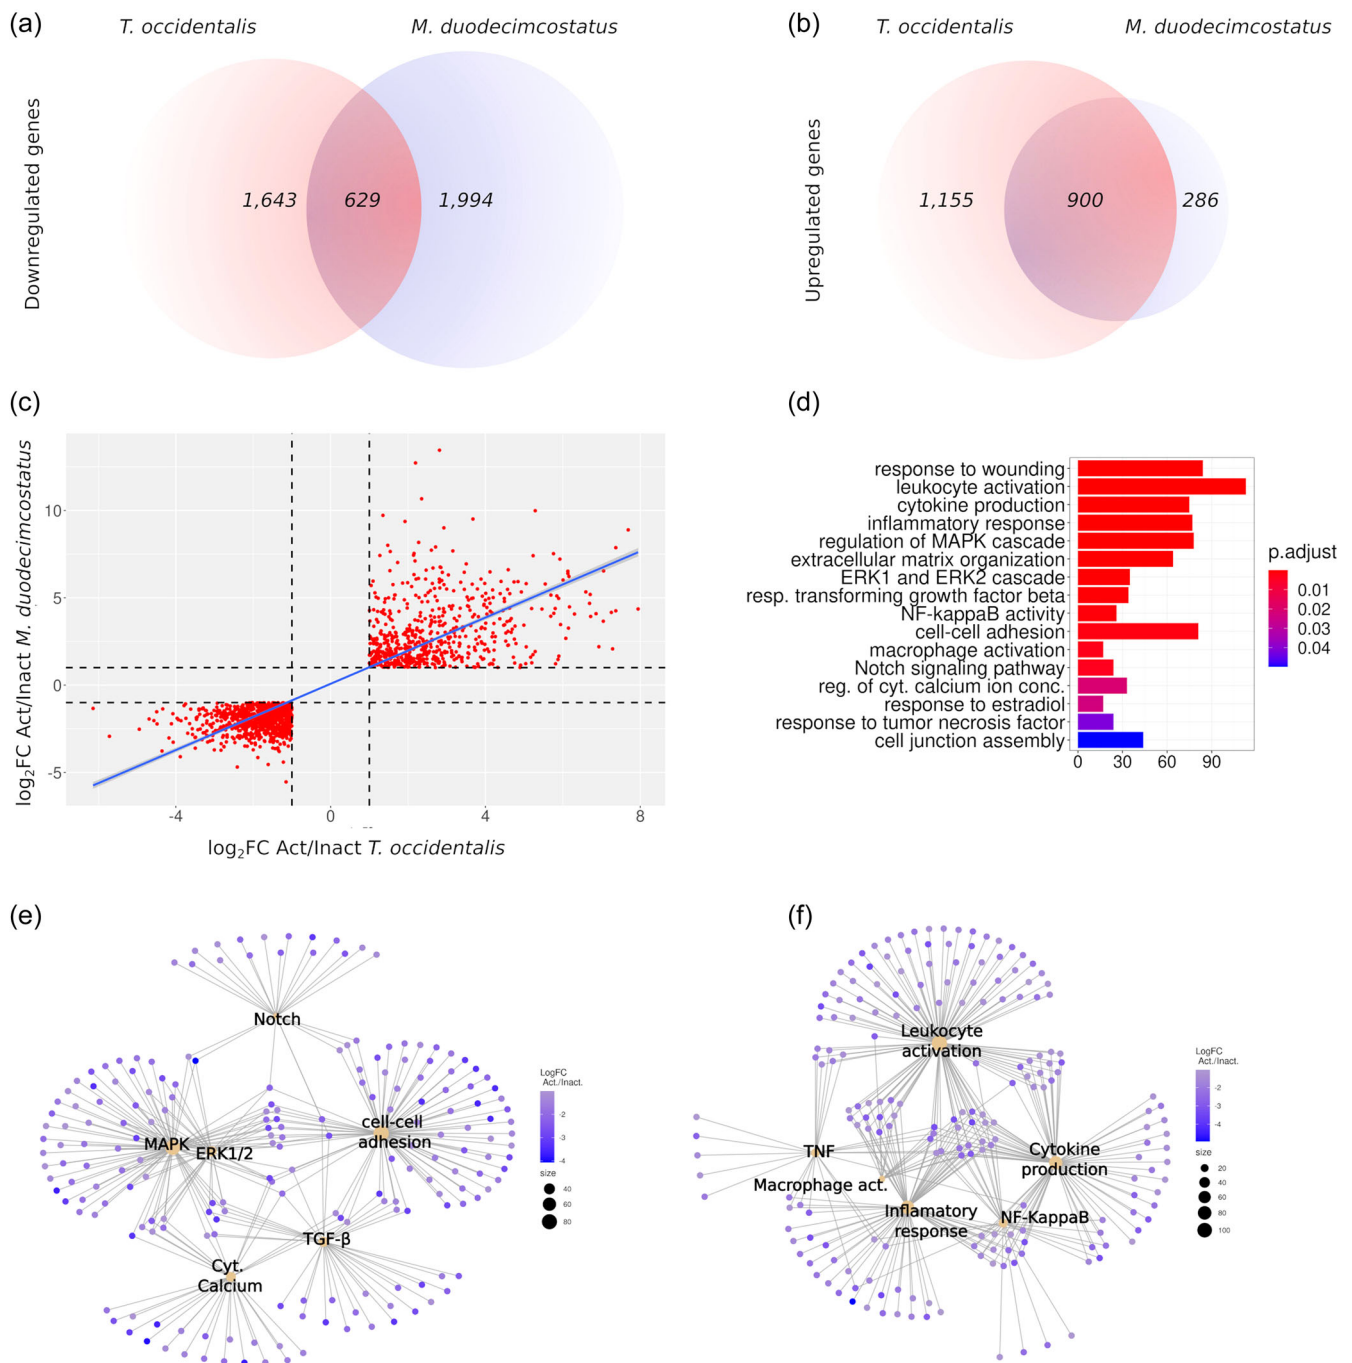 (a)
T. occidentalis
M. duodecimcostatus
Downregulated genes
1,643
629
1,994
(b)
T. occidentalis
M. duodecimcostatus
Upregulated genes
1,155
900
286
(c)
log₂FC Act/Inact M. duodecimcostatus
10
5
0
-5
-4
0
4
8
log₂FC Act/Inact T. occidentalis
(d)
response to wounding
leukocyte activation
cytokine production
inflammatory response
regulation of MAPK cascade
extracellular matrix organization
ERK1 and ERK2 cascade
resp. transforming growth factor beta
NF-kappaB activity
cell-cell adhesion
macrophage activation
Notch signaling pathway
reg. of cyt. calcium ion conc.
response to estradiol
response to tumor necrosis factor
cell junction assembly
0
30
60
90
p.adjust
0.01
0.02
0.03
0.04
(e)
Notch
MAPK
ERK1/2
cell-cell
adhesion
TGF-β
Cyt.
Calcium
LogFC
Act./Inact.
-2
-3
-4
size
40
60
80
(f)
Leukocyte
activation
TNF
Macrophage act.
Cytokine
production
Inflamatory
response
NF-KappaB
LogFC
Act./Inact.
-2
-3
-4
size
20
40
60
80
100